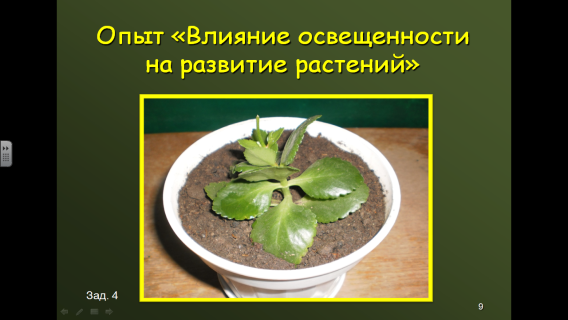 Опыт «Влияние освещенности
на развитие растений»
Зад. 4
9